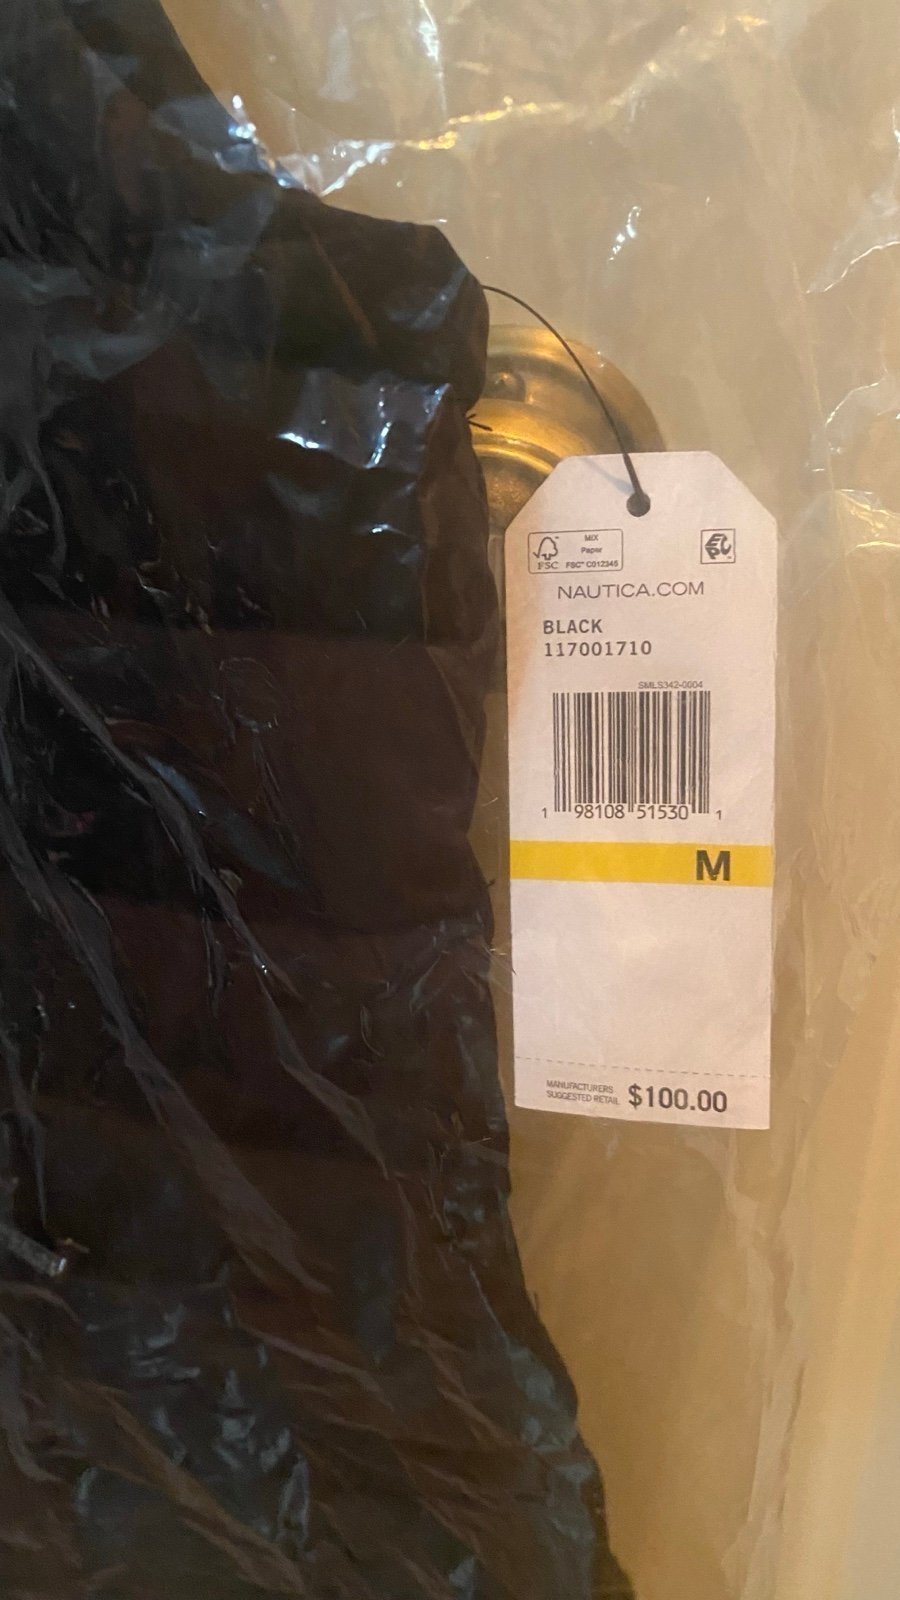 MIX
Paper
FSC FSC® C012345
EPC
NAUTICA.COM
BLACK
117001710
SMLS342-0004
1 98108 51530 1
M
MANUFACTURERS
SUGGESTED RETAIL $100.00